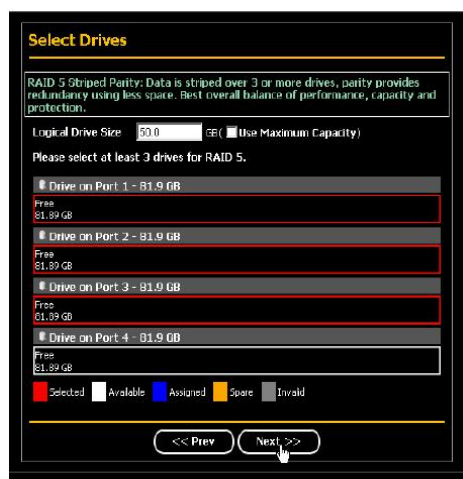 Select Drives
RAID 5 Striped Parity: Data is striped over 3 or more drives, parity provides
redundancy using less space. Best overall balance of performance, capacity and
protection.
Logical Drive Size 50.0 GB( Use Maximum Capacity)
Please select at least 3 drives for RAID 5.
Drive on Port 1 - 81.9 GB
Free
81.89 GB
Drive on Port 2 - 81.9 GB
Free
81.89 GB
Drive on Port 3 - 81.9 GB
Free
81.89 GB
Drive on Port 4 - 81.9 GB
Free
81.89 GB
Selected Available Assigned Spare Invalid
<< Prev Next >>